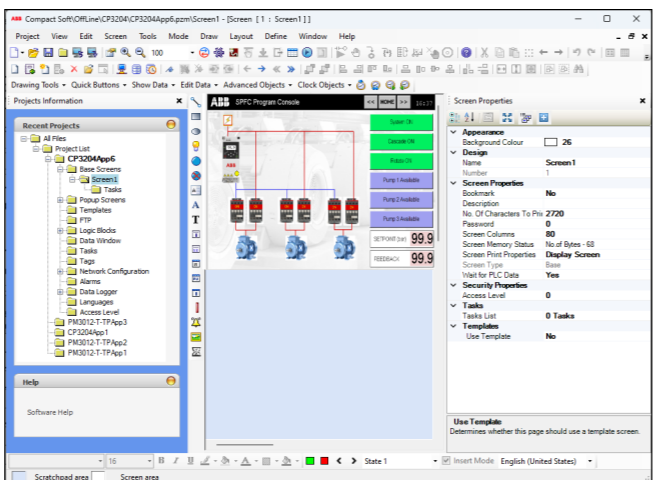 ABB Compact Soft\OffLine\CP3204\CP3204App6.pzm\Screen1 - [Screen [ 1 : Screen1 ] ]
Project View Edit Screen Tools Mode Draw Layout Define Window Help
100
Drawing Tools Quick Buttons Show Data Edit Data Advanced Objects Clock Objects
Projects Information
Recent Projects
All Files
Project List
CP3204App6
Base Screens
Screen1
Tasks
Popup Screens
Templates
FTP
Logic Blocks
Data Window
Tasks
Tags
Network Configuration
Alarms
Data Logger
Languages
Access Level
PM3012-T-TPApp3
CP3204App1
PM3012-T-TPApp2
PM3012-T-TPApp1
Help
Software Help
ABB SPFC Program Console << HOME >> 16:37
System ON
Cascade ON
Rotate ON
Pump 1 Available
Pump 2 Available
Pump 3 Available
SETPOINT (bar) 99.9
FEEDBACK 99.9
ABB
Screen Properties
Appearance
Background Colour 26
Design
Name Screen1
Number 1
Screen Properties
Bookmark No
Description
No. Of Characters To Prin 2720
Password 0
Screen Columns 80
Screen Memory Status No.of Bytes - 68
Screen Print Properties Display Screen
Screen Type Base
Wait for PLC Data Yes
Security Properties
Access Level 0
Tasks
Tasks List 0 Tasks
Templates
Use Template No
Use Template
Determines whether this page should use a template screen.
16 B I U A State 1 Insert Mode English (United States)
Scratchpad area Screen area